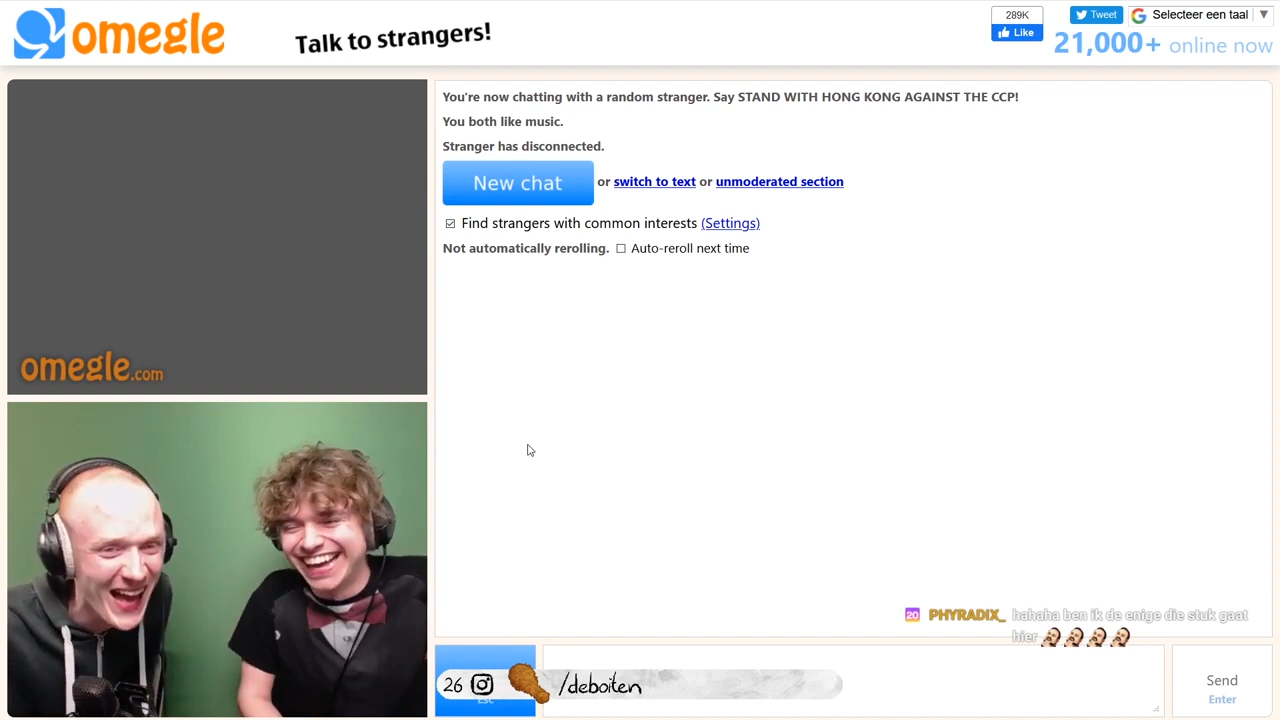 omegle
Talk to strangers!
289K
Like
Tweet
Selecteer een taal
21,000+ online now
You're now chatting with a random stranger. Say STAND WITH HONG KONG AGAINST THE CCP!
You both like music.
Stranger has disconnected.
New chat or switch to text or unmoderated section
Find strangers with common interests (Settings)
Not automatically rerolling. Auto-reroll next time
omegle.com
20 PHYRADIX_ hahaha ben ik de enige die stuk gaat
hier
26 /deboiten
Esc
Send
Enter